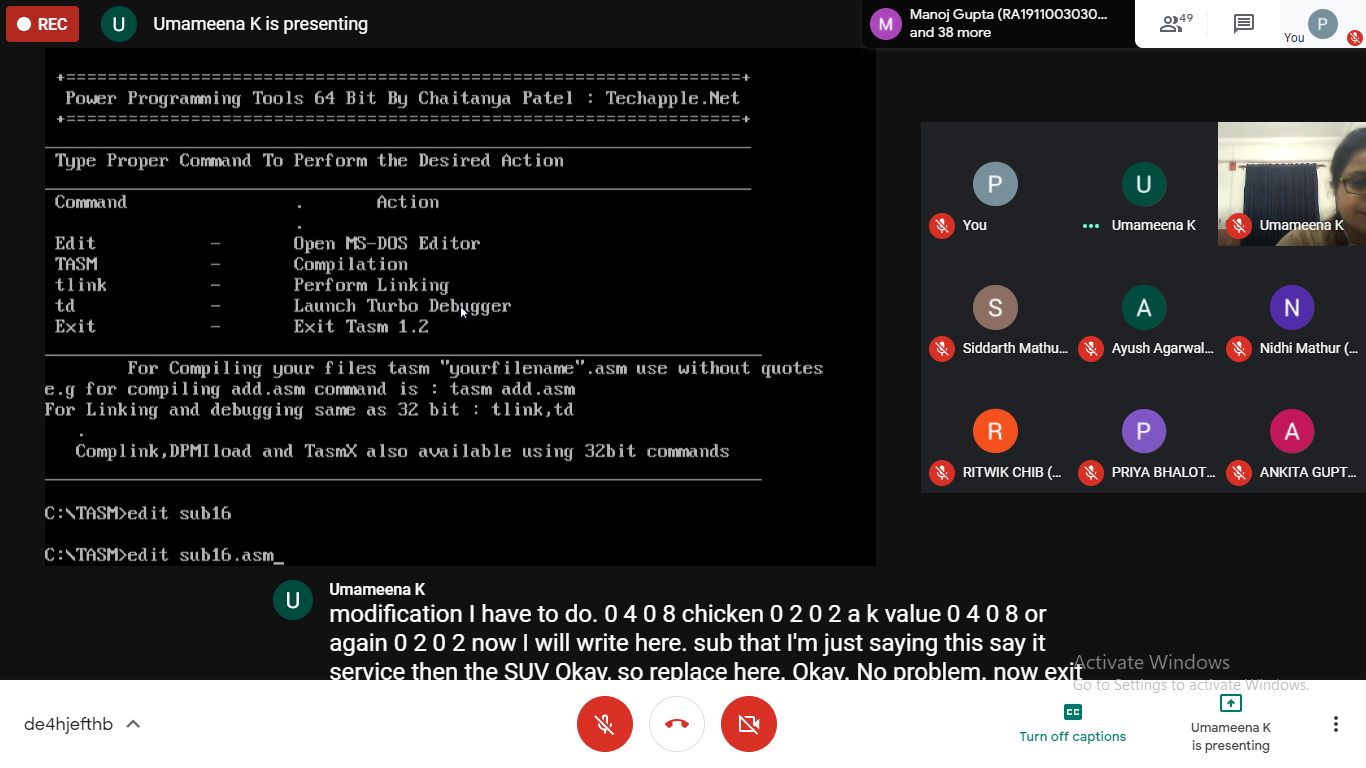 REC
U
Umameena K is presenting
M
Manoj Gupta (RA1911003030...
and 38 more
49
P
You
+==================================================================+
Power Programming Tools 64 Bit By Chaitanya Patel : Techapple.Net
+==================================================================+
Type Proper Command To Perform the Desired Action
Command . Action
.
Edit - Open MS-DOS Editor
TASM - Compilation
tlink - Perform Linking
td - Launch Turbo Debugger
Exit - Exit Tasm 1.2
For Compiling your files tasm "yourfilename".asm use without quotes
e.g for compiling add.asm command is : tasm add.asm
For Linking and debugging same as 32 bit : tlink,td
.
Complink,DPMIload and TasmX also available using 32bit commands
C:\TASM>edit sub16
C:\TASM>edit sub16.asm_
P
You
U
Umameena K
Umameena K
S
Siddarth Mathu...
A
Ayush Agarwal...
N
Nidhi Mathur (...
R
RITWIK CHIB (...
P
PRIYA BHALOT...
A
ANKITA GUPT...
U
Umameena K
modification I have to do. 0 4 0 8 chicken 0 2 0 2 a k value 0 4 0 8 or
again 0 2 0 2 now I will write here. sub that I'm just saying this say it
service then the SUV Okay, so replace here. Okay. No problem. now exit
Activate Windows
Go to Settings to activate Windows.
de4hjefthb
CC
Turn off captions
Umameena K
is presenting